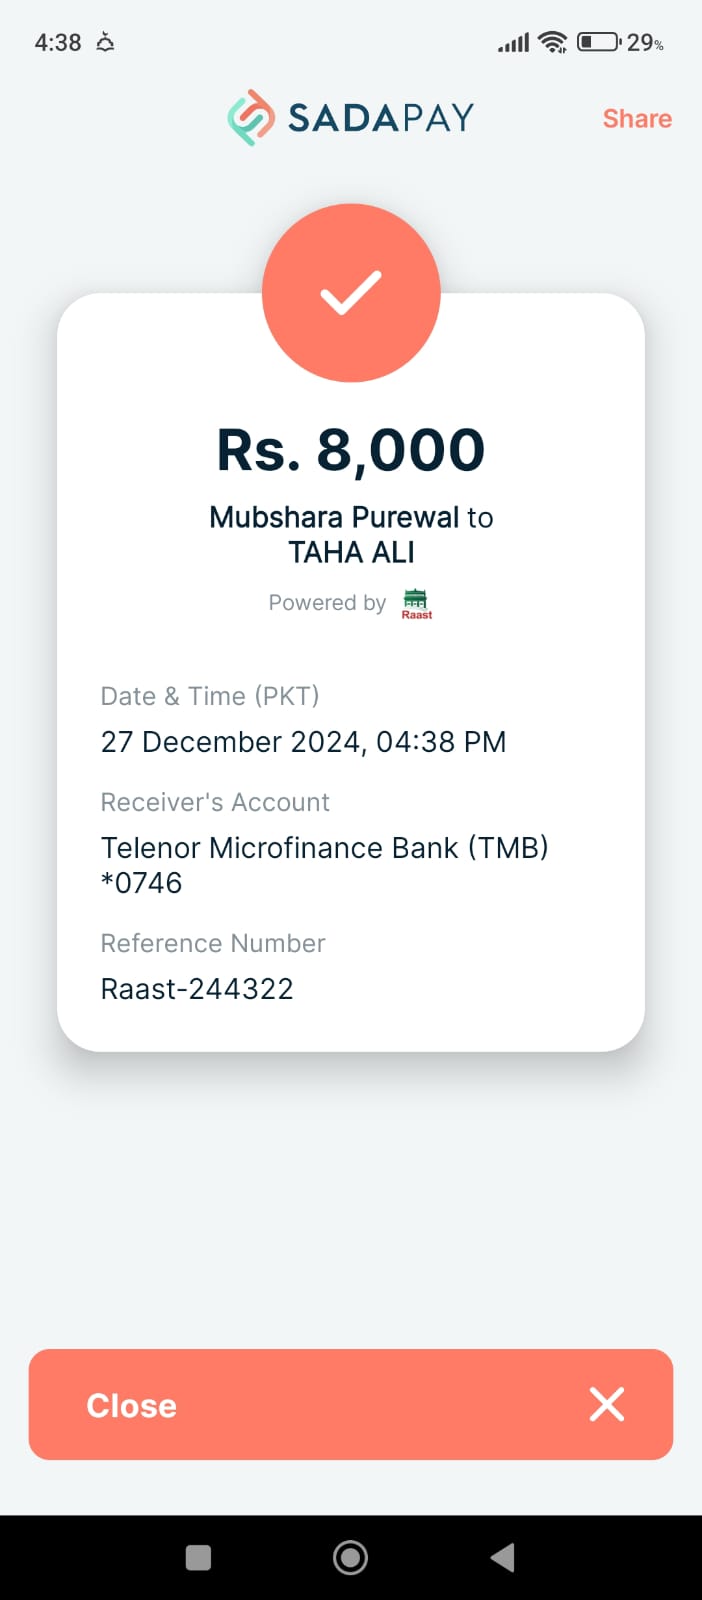 4:38
29%
SADAPAY
Share
Rs. 8,000
Mubshara Purewal to
TAHA ALI
Powered by Raast
Date & Time (PKT)
27 December 2024, 04:38 PM
Receiver's Account
Telenor Microfinance Bank (TMB)
*0746
Reference Number
Raast-244322
Close